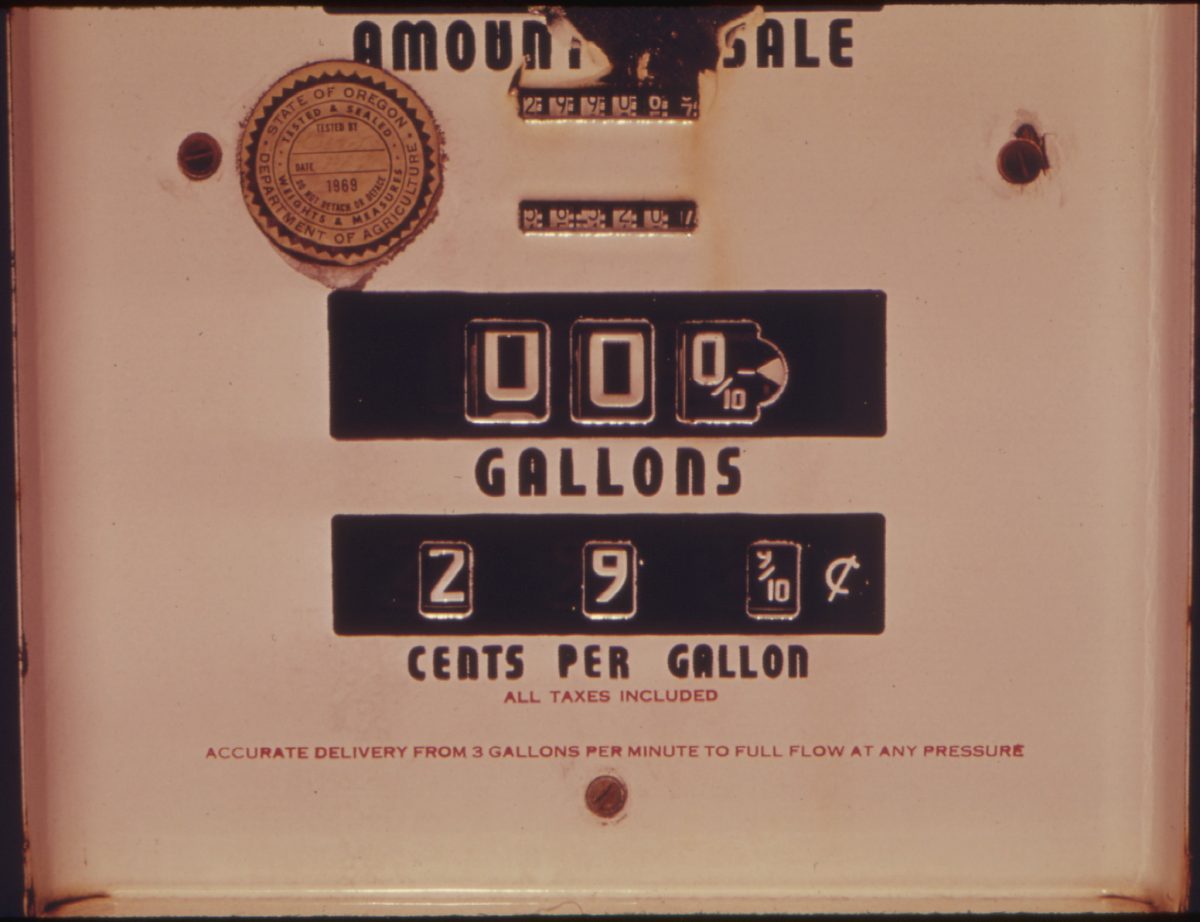 AMOUNT SALE
STATE OF OREGON
DEPARTMENT OF AGRICULTURE
TESTED & SEALED
WEIGHTS & MEASURES
TESTED BY
DATE
1969
DO NOT DETACH OR DEFACE
0 0 0/10
GALLONS
2 9 9/10 ¢
CENTS PER GALLON
ALL TAXES INCLUDED
ACCURATE DELIVERY FROM 3 GALLONS PER MINUTE TO FULL FLOW AT ANY PRESSURE